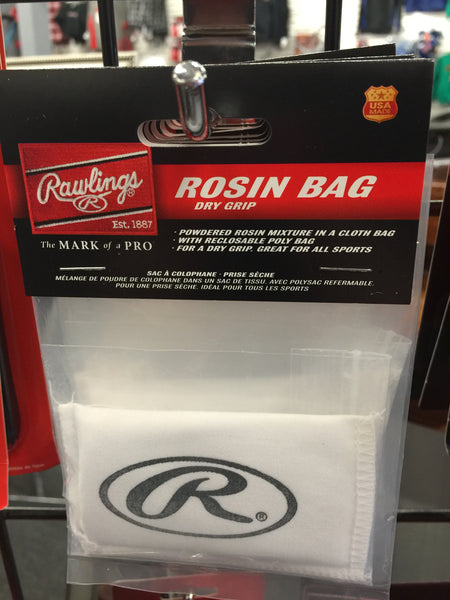 USA
MADE
Rawlings
R®
Est. 1887
The MARK of a PRO
ROSIN BAG
DRY GRIP
· POWDERED ROSIN MIXTURE IN A CLOTH BAG
· WITH RECLOSABLE POLY BAG
· FOR A DRY GRIP. GREAT FOR ALL SPORTS
SAC À COLOPHANE · PRISE SÈCHE
MÉLANGE DE POUDRE DE COLOPHANE DANS UN SAC DE TISSU. AVEC POLYSAC REFERMABLE.
POUR UNE PRISE SÈCHE. IDÉAL POUR TOUS LES SPORTS
R®